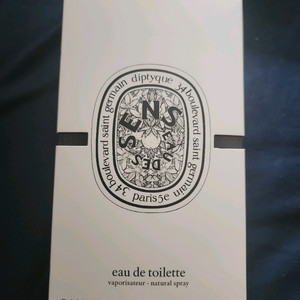 diptyque
34 boulevard saint germain
paris 5e
34 boulevard saint germain
EAU DES
SENS
eau de toilette
vaporisateur - natural spray